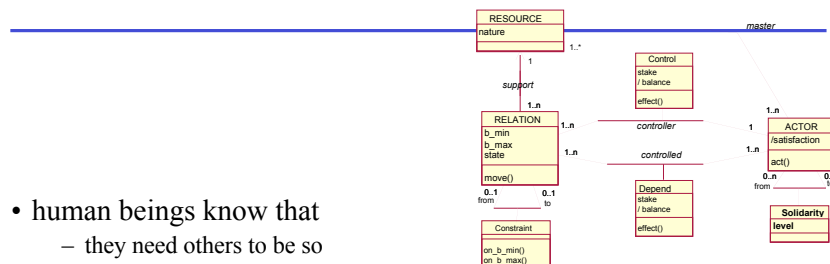 RESOURCE
nature
master
1..*
1
support
1..n
Control
stake
/ balance
effect()
RELATION
b_min
b_max
state
move()
1..n
controller
1
1..n
ACTOR
/satisfaction
act()
1..n
controlled
1..n
0..1
from
0..1
to
Depend
stake
/ balance
effect()
0..n
from
Constraint
on_b_min()
on_b_max()
Solidarity
level
• human beings know that
– they need others to be so